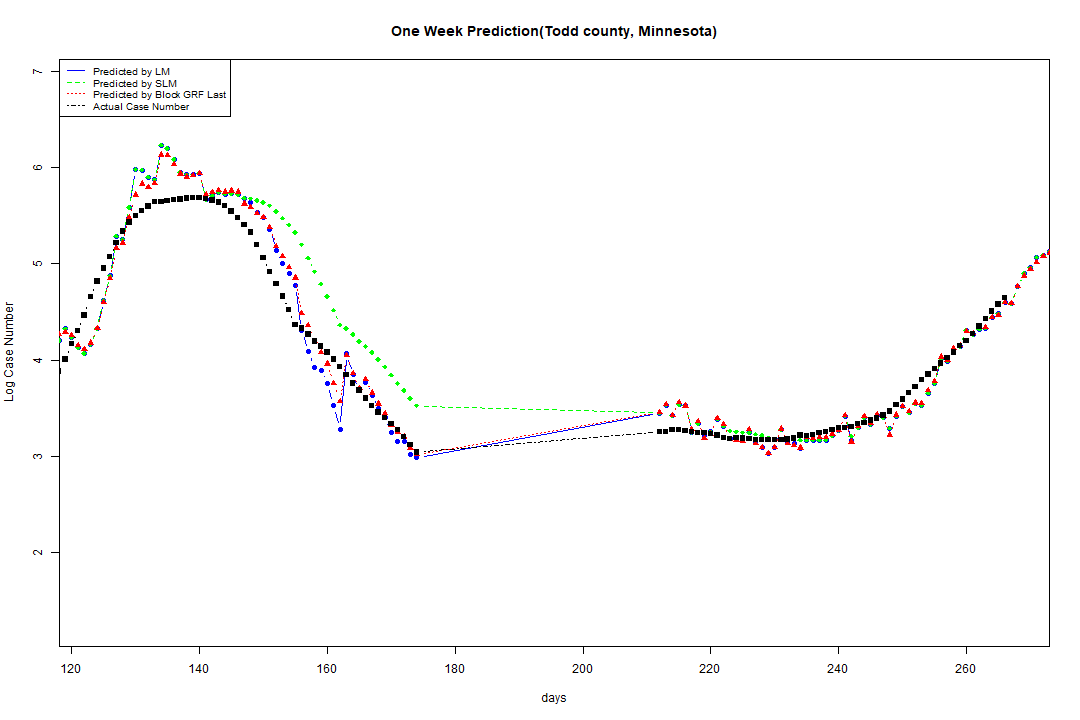 One Week Prediction(Todd county, Minnesota)
Predicted by LM
Predicted by SLM
Predicted by Block GRF Last
Actual Case Number
7
6
5
4
3
2
Log Case Number
120 140 160 180 200 220 240 260
days